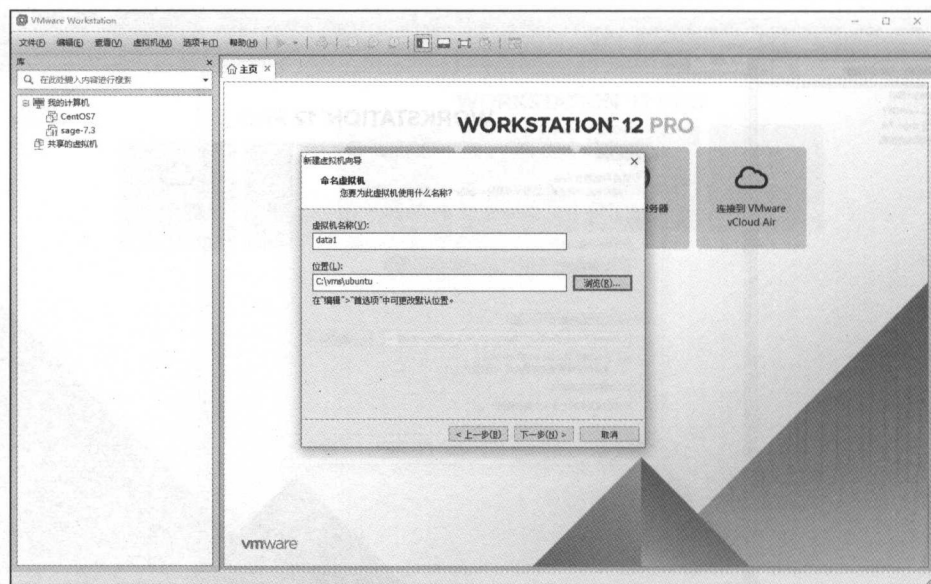 VMware Workstation
文件(F) 编辑(E) 查看(V) 虚拟机(M) 选项卡(T) 帮助(H)
库
在此处键入内容进行搜索
我的计算机
CentOS7
sage-7.3
共享的虚拟机
主页
WORKSTATION 12 PRO
新建虚拟机向导
命名虚拟机
您要为此虚拟机使用什么名称?
虚拟机名称(V):
data1
位置(L):
C:\vms\ubuntu
浏览(R)...
在"编辑">"首选项"中可更改默认位置。
< 上一步(B) 下一步(N) > 取消
务器
连接到 VMware
vCloud Air
vmware